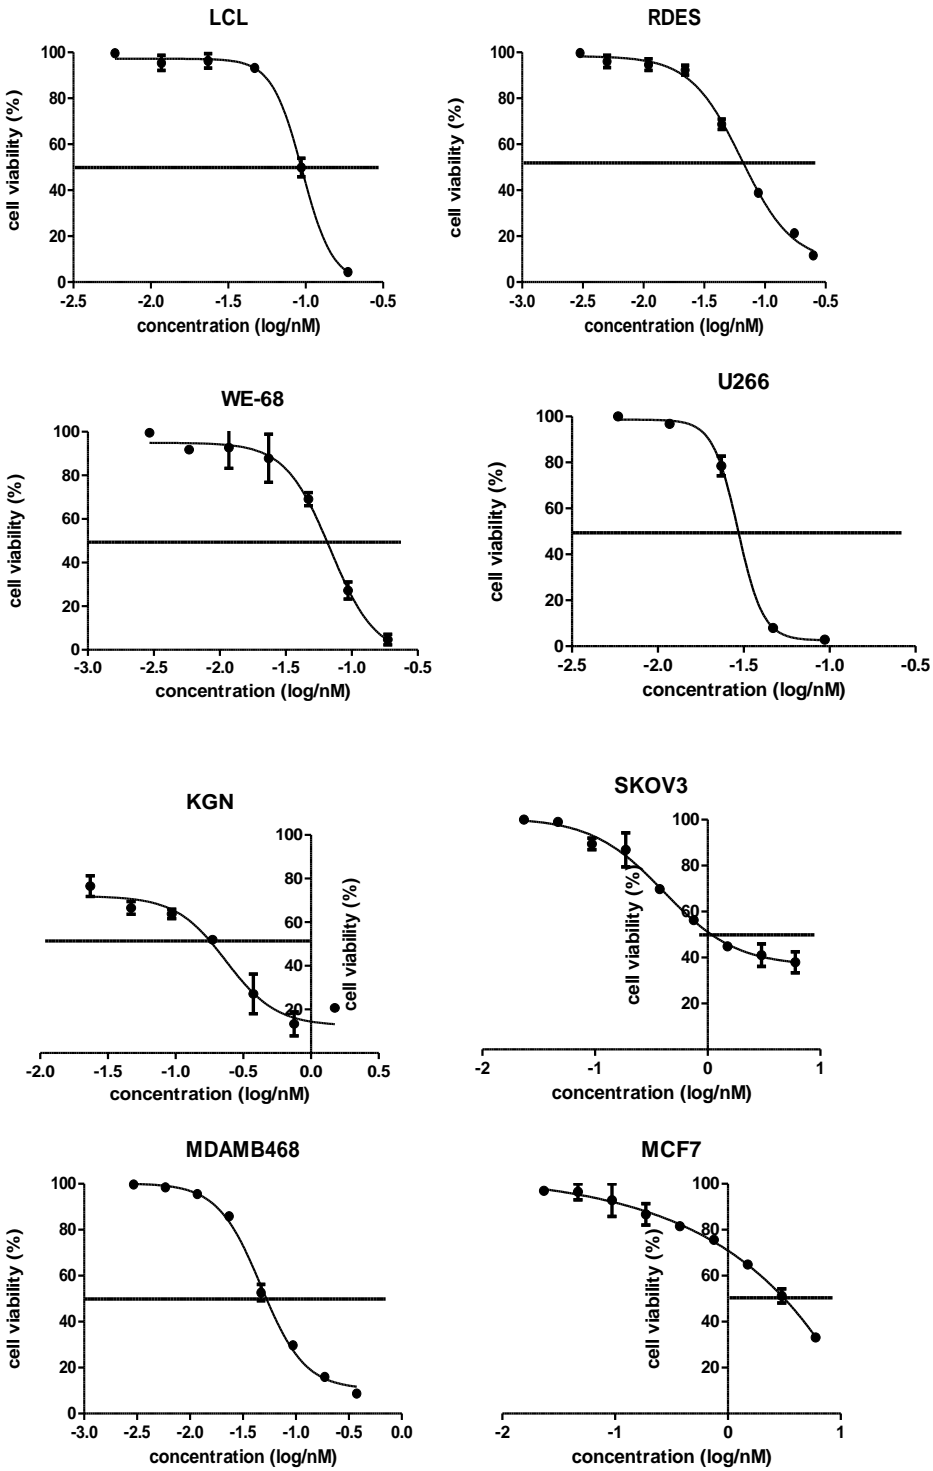 LCL
100
80
60
40
20
0
cell viability (%)
-2.5 -2.0 -1.5 -1.0 -0.5
concentration (log/nM)
RDES
100
80
60
40
20
0
cell viability (%)
-3.0 -2.5 -2.0 -1.5 -1.0 -0.5
concentration (log/nM)
WE-68
100
80
60
40
20
0
cell viability (%)
-3.0 -2.5 -2.0 -1.5 -1.0 -0.5
concentration (log/nM)
U266
100
80
60
40
20
0
cell viability (%)
-2.5 -2.0 -1.5 -1.0 -0.5
concentration (log/nM)
KGN
100
80
60
40
20
cell viability (%)
-2.0 -1.5 -1.0 -0.5 0.0 0.5
concentration (log/nM)
SKOV3
100
80
60
40
20
cell viability (%)
-2 -1 0 1
concentration (log/nM)
MDAMB468
100
80
60
40
20
0
cell viability (%)
-3.0 -2.5 -2.0 -1.5 -1.0 -0.5 0.0
concentration (log/nM)
MCF7
100
80
60
40
20
cell viability (%)
-2 -1 0 1
concentration (log/nM)